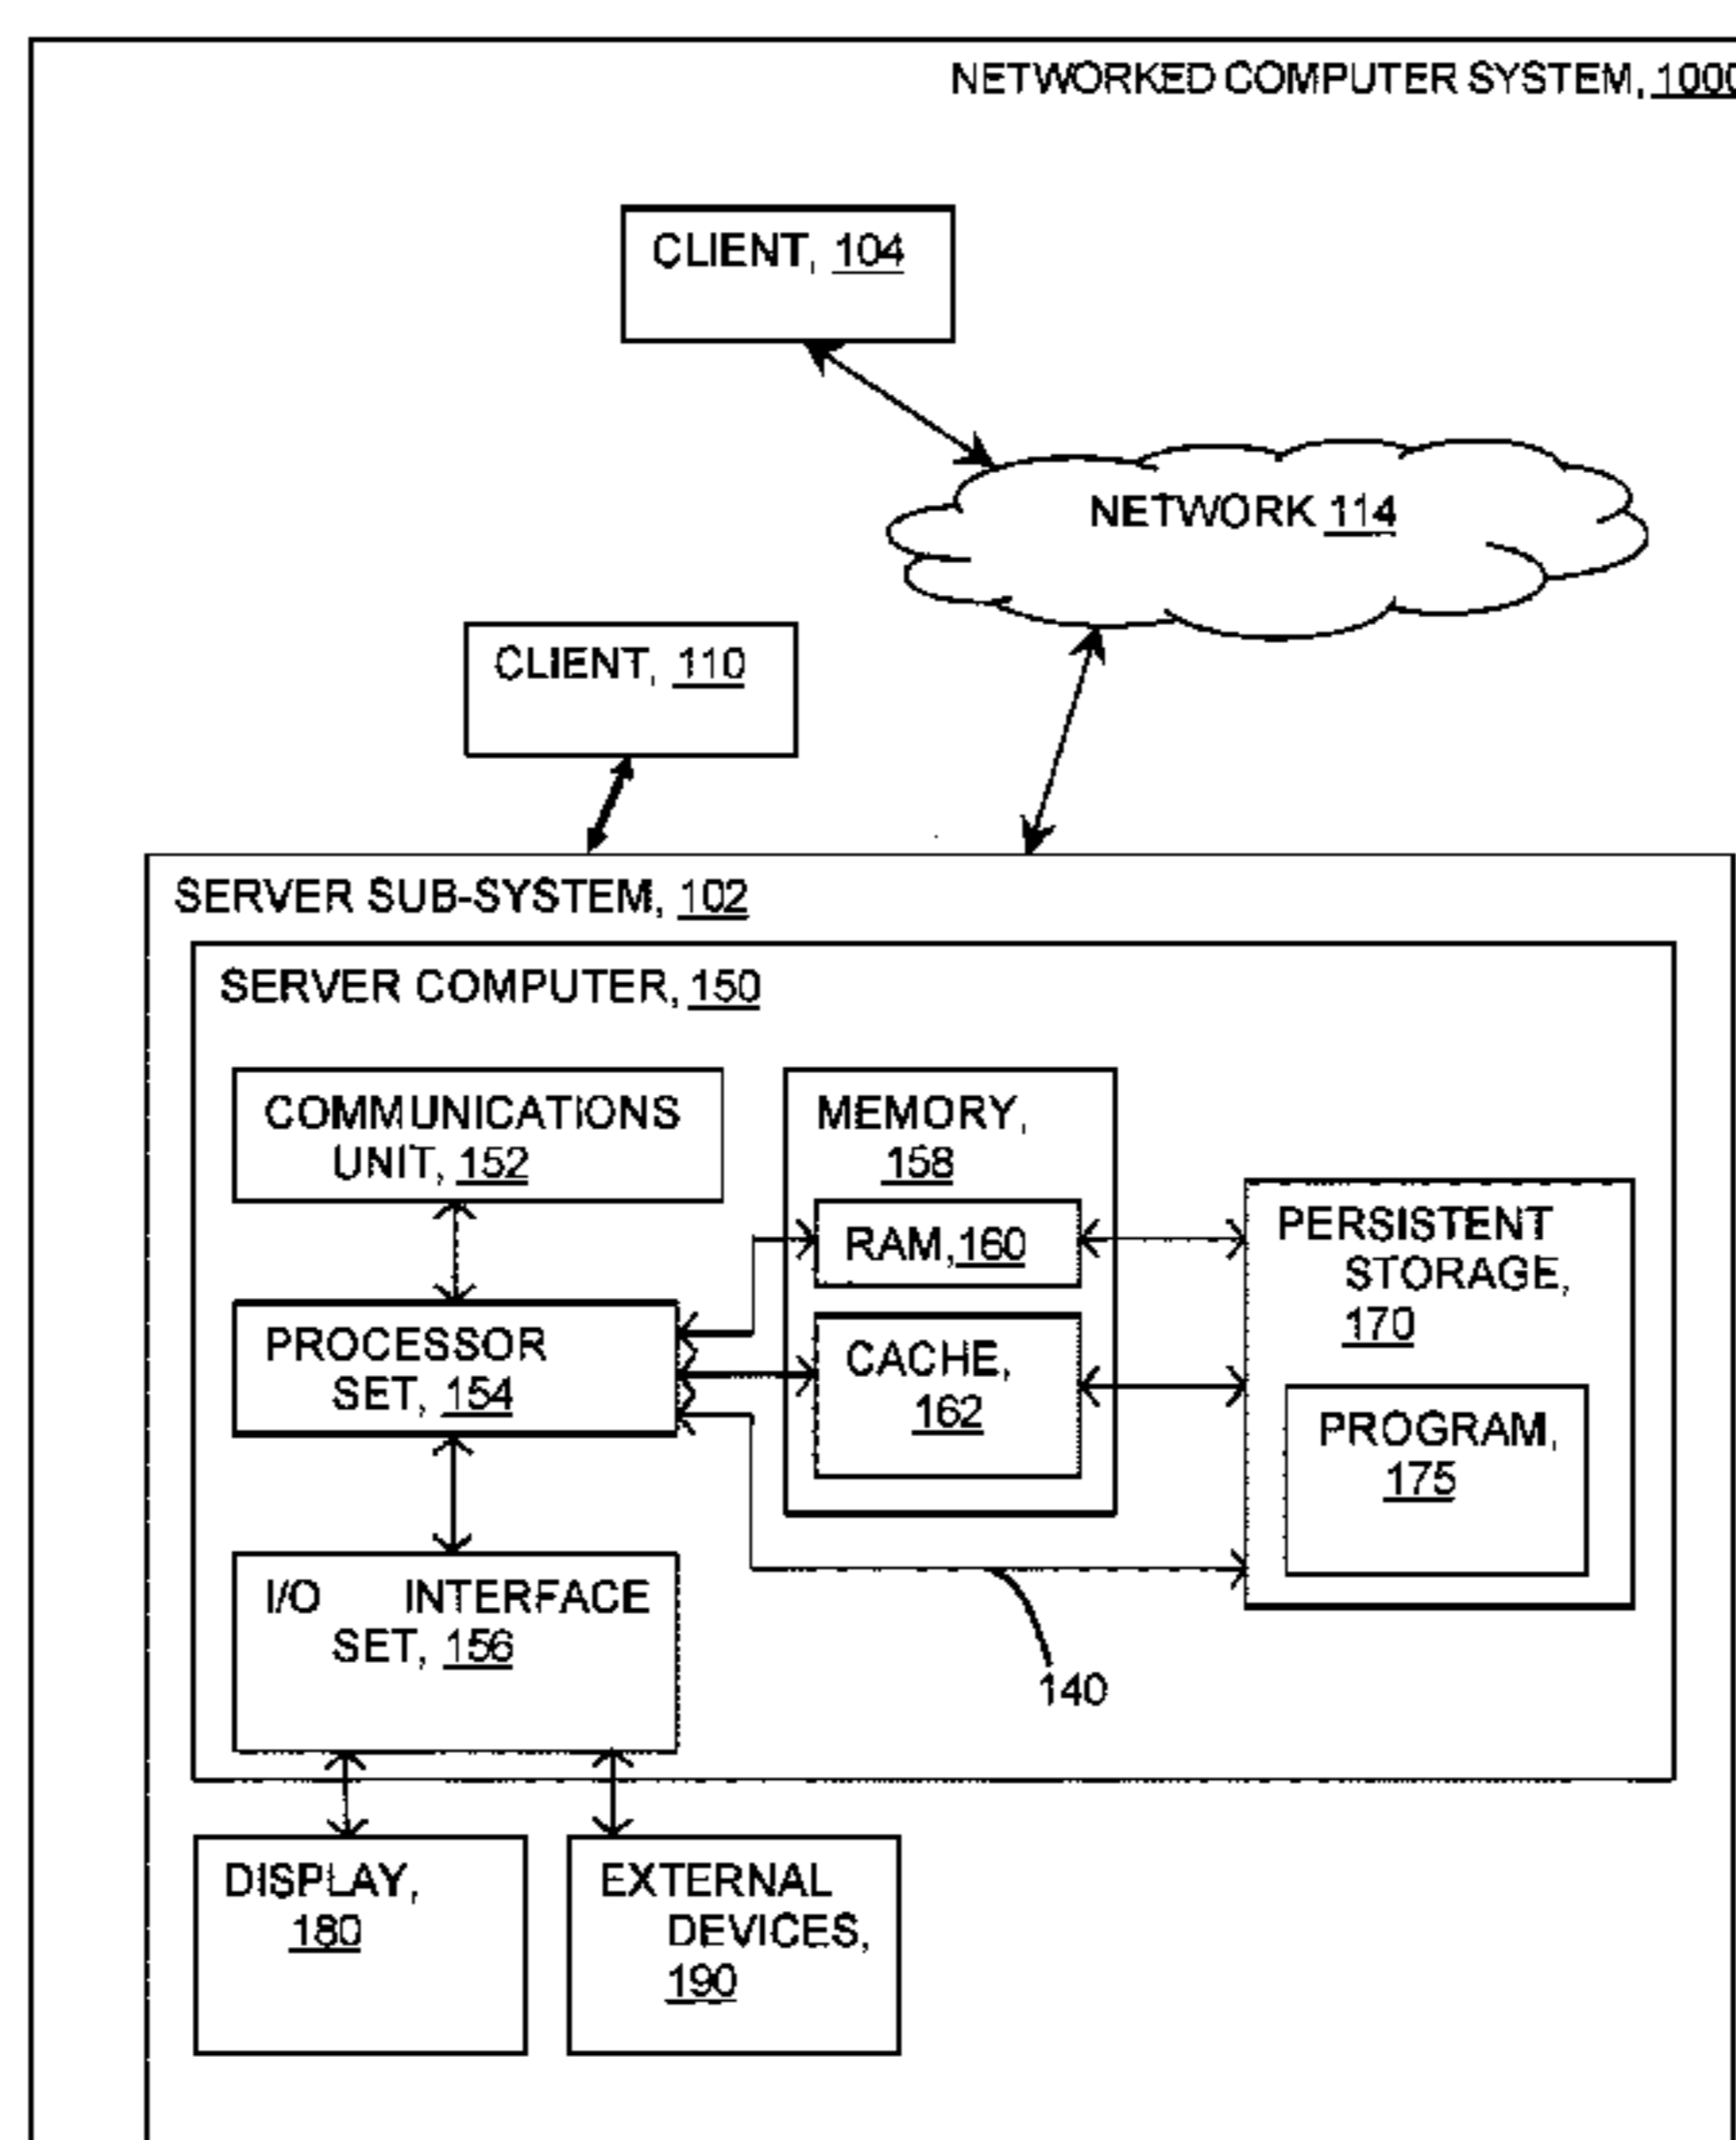 NETWORKED COMPUTER SYSTEM, 1000
CLIENT, 104
NETWORK 114
CLIENT, 110
SERVER SUB-SYSTEM, 102
SERVER COMPUTER, 150
COMMUNICATIONS
UNIT, 152
MEMORY,
158
RAM,160
PERSISTENT
STORAGE,
170
PROCESSOR
SET, 154
CACHE,
162
PROGRAM,
175
I/O INTERFACE
SET, 156
140
DISPLAY,
180
EXTERNAL
DEVICES,
190